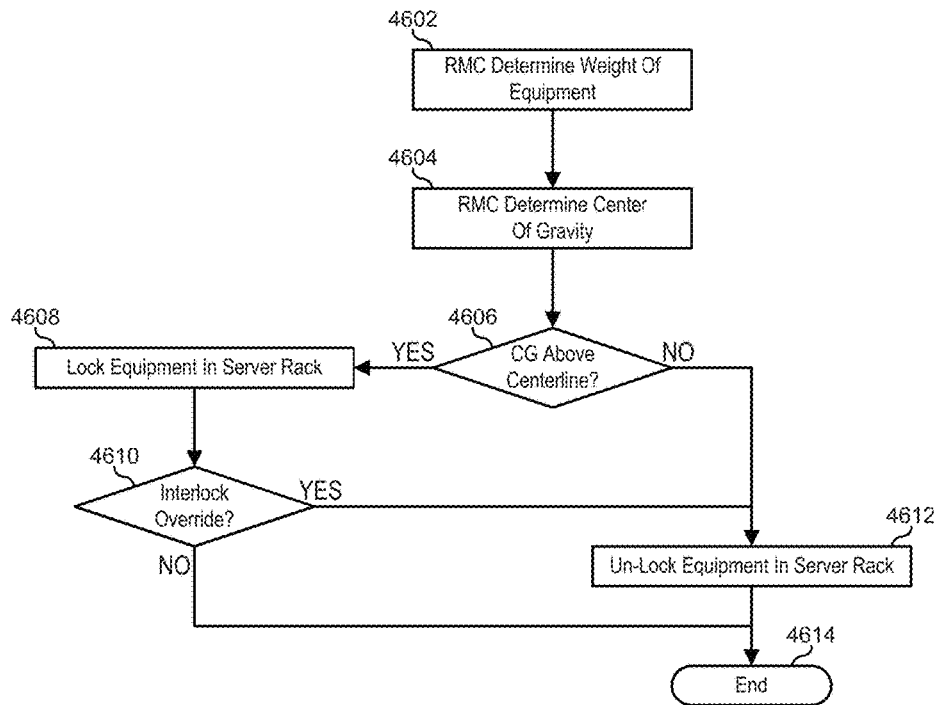 4602
RMC Determine Weight Of
Equipment
4604
RMC Determine Center
Of Gravity
4606
CG Above
Centerline?
YES
NO
4608
Lock Equipment In Server Rack
4610
Interlock
Override?
YES
NO
4612
Un-Lock Equipment In Server Rack
4614
End